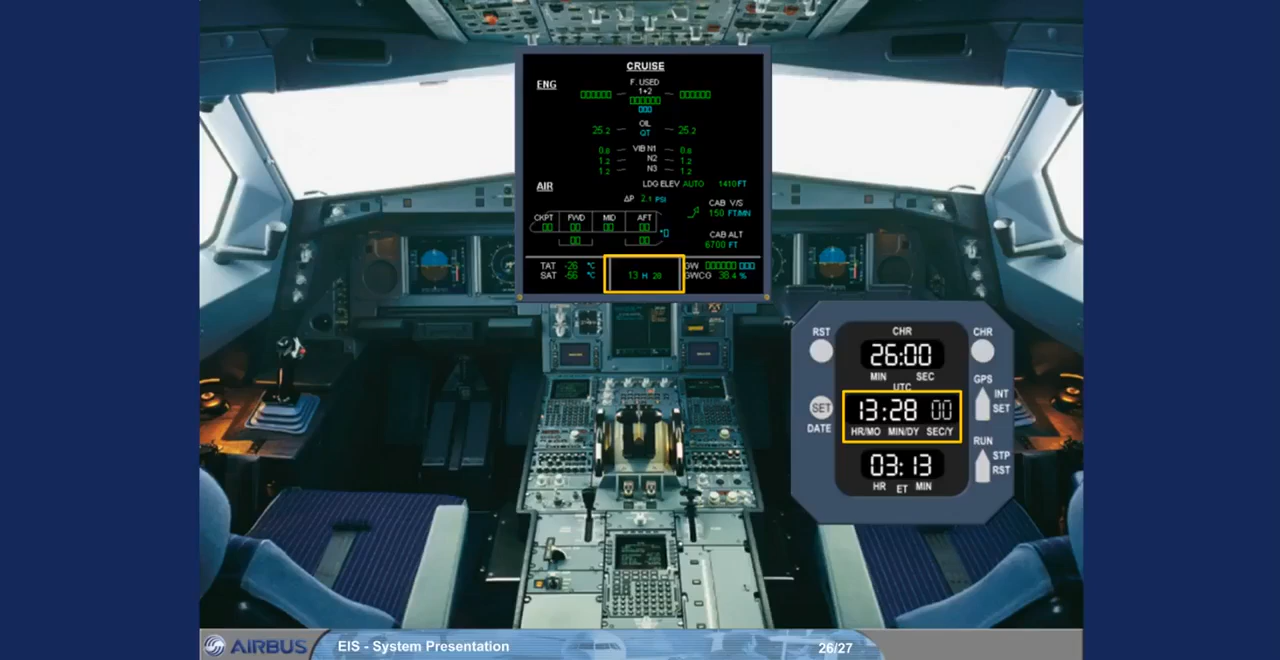 CRUISE
ENG
F. USED
1+2
OIL
25.2 QT 25.2
0.8 VIB N1 0.8
1.2 N2 1.2
1.2 N3 1.2
LDG ELEV AUTO 1410 FT
AIR
ΔP 2.1 PSI
CAB V/S
150 FT/MN
CKPT FWD MID AFT
CAB ALT
6700 FT
TAT -26 °C
SAT -56 °C
13 H 28
GW
GWCG 38.4 %
RST CHR CHR
26:00
MIN SEC
UTC
GPS
INT
SET
SET
DATE
13:28 00
HR/MO MIN/DY SEC/Y
RUN
STP
RST
03:13
HR ET MIN
AIRBUS
EIS - System Presentation
26/27